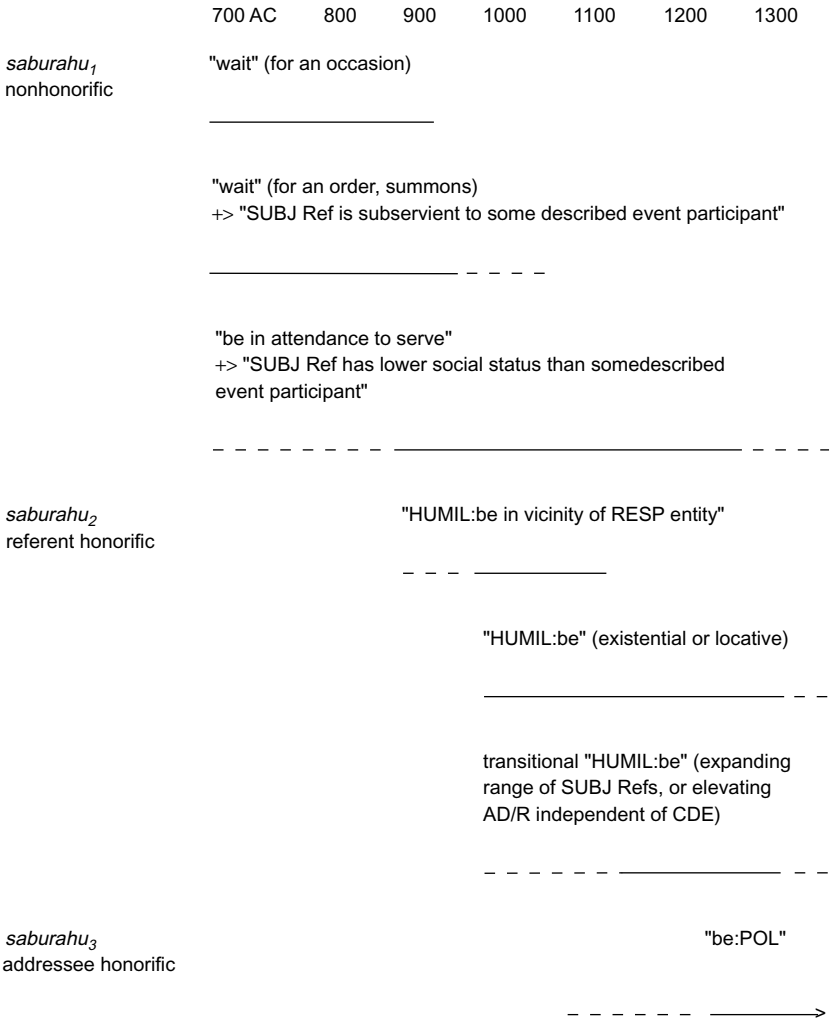 700 AC 800 900 1000 1100 1200 1300
saburahu1 "wait" (for an occasion)
nonhonorific
"wait" (for an order, summons)
+> "SUBJ Ref is subservient to some described event participant"
"be in attendance to serve"
+> "SUBJ Ref has lower social status than somedescribed
event participant"
saburahu2 "HUMIL:be in vicinity of RESP entity"
referent honorific
"HUMIL:be" (existential or locative)
transitional "HUMIL:be" (expanding
range of SUBJ Refs, or elevating
AD/R independent of CDE)
saburahu3 "be:POL"
addressee honorific